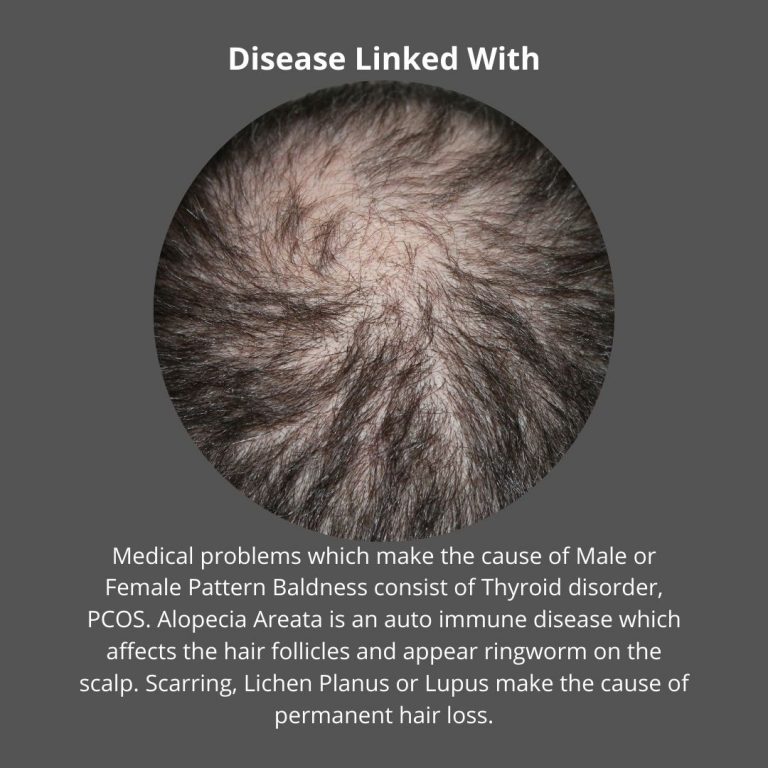 Disease Linked With
Medical problems which make the cause of Male or
Female Pattern Baldness consist of Thyroid disorder,
PCOS. Alopecia Areata is an auto immune disease which
affects the hair follicles and appear ringworm on the
scalp. Scarring, Lichen Planus or Lupus make the cause of
permanent hair loss.